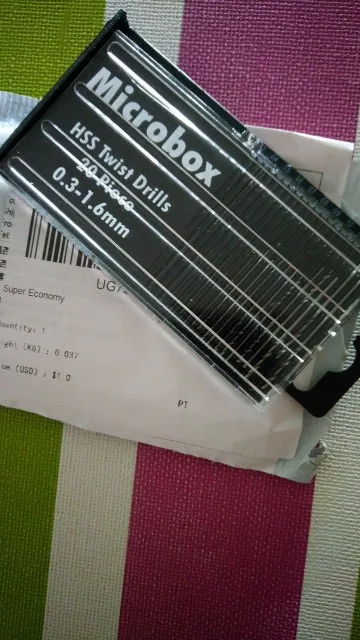 Microbox
HSS Twist Drills
20 Piece
0.3-1.6mm
UG7
Super Economy
uantity: 1
ight (KG) : 0.037
ue (USD) : $1.0
PT